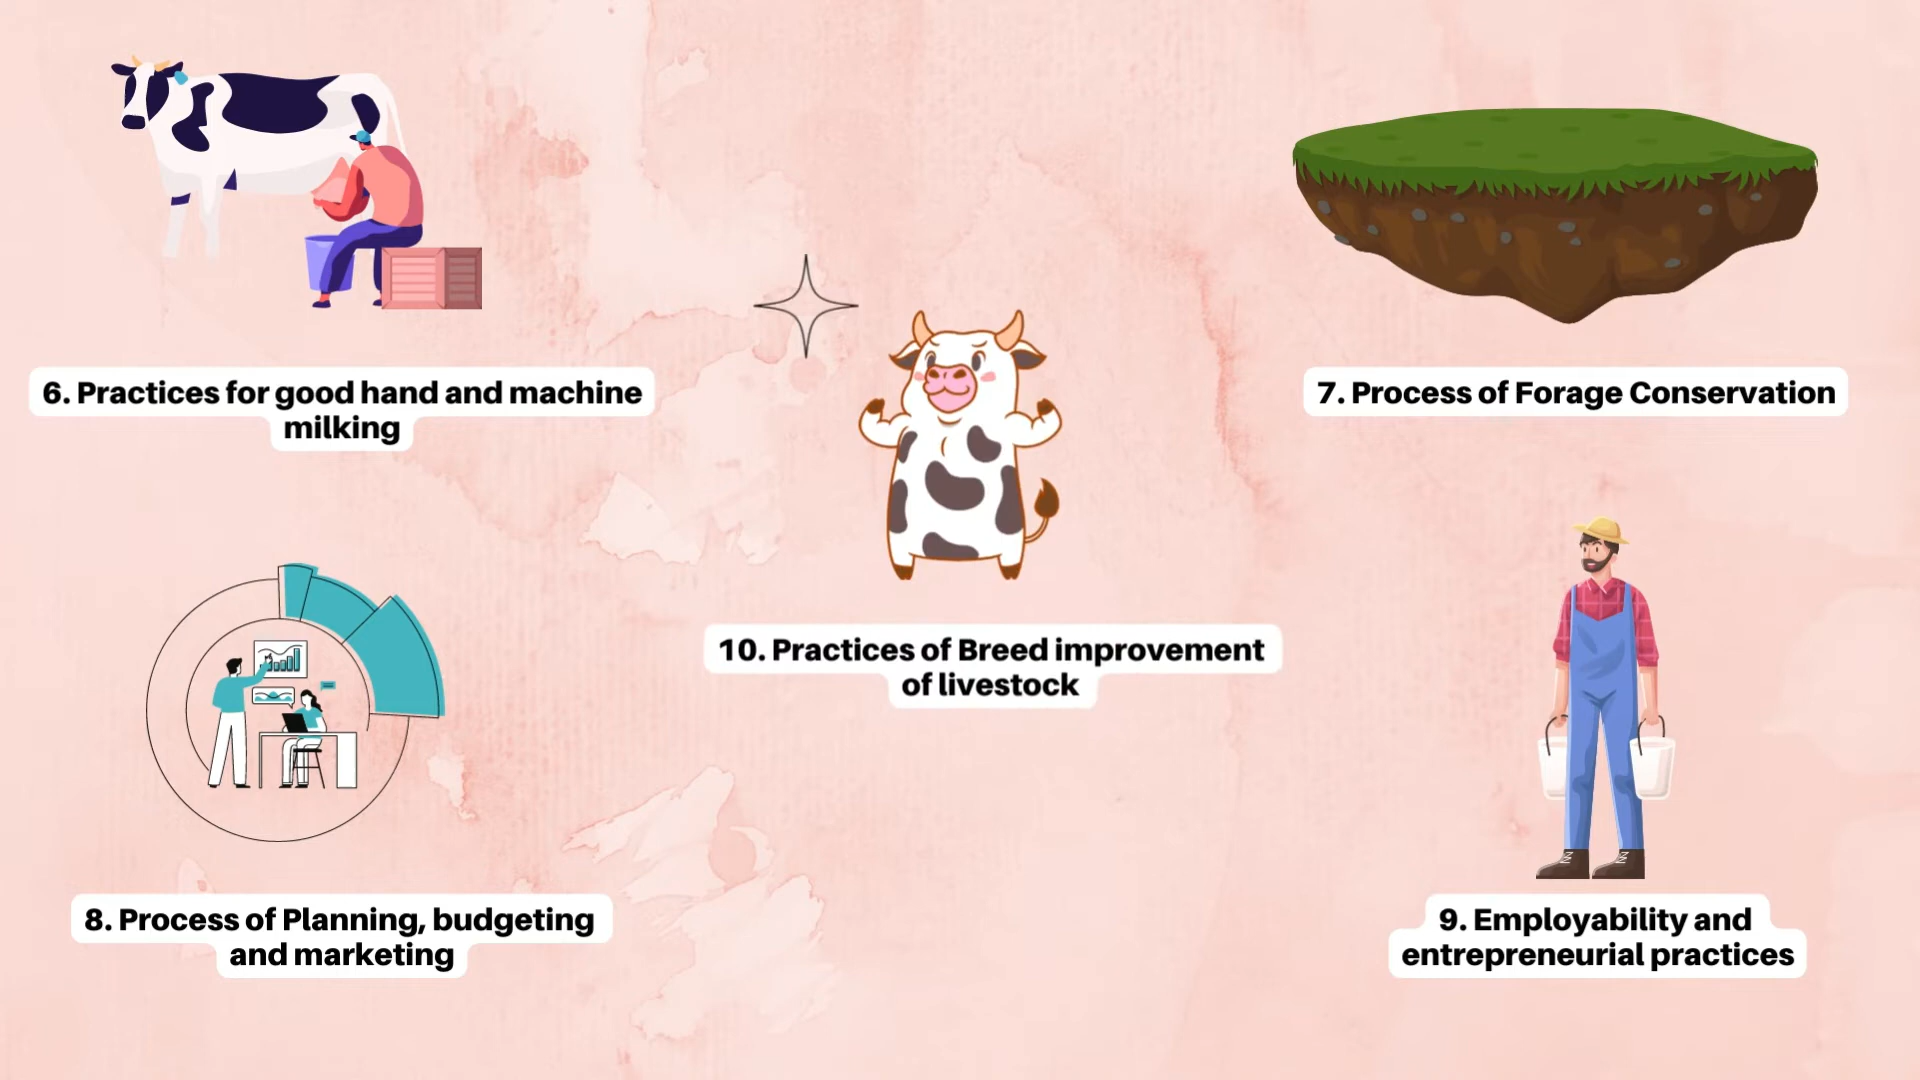 6. Practices for good hand and machine
milking
7. Process of Forage Conservation
10. Practices of Breed improvement
of livestock
8. Process of Planning, budgeting
and marketing
9. Employability and
entrepreneurial practices